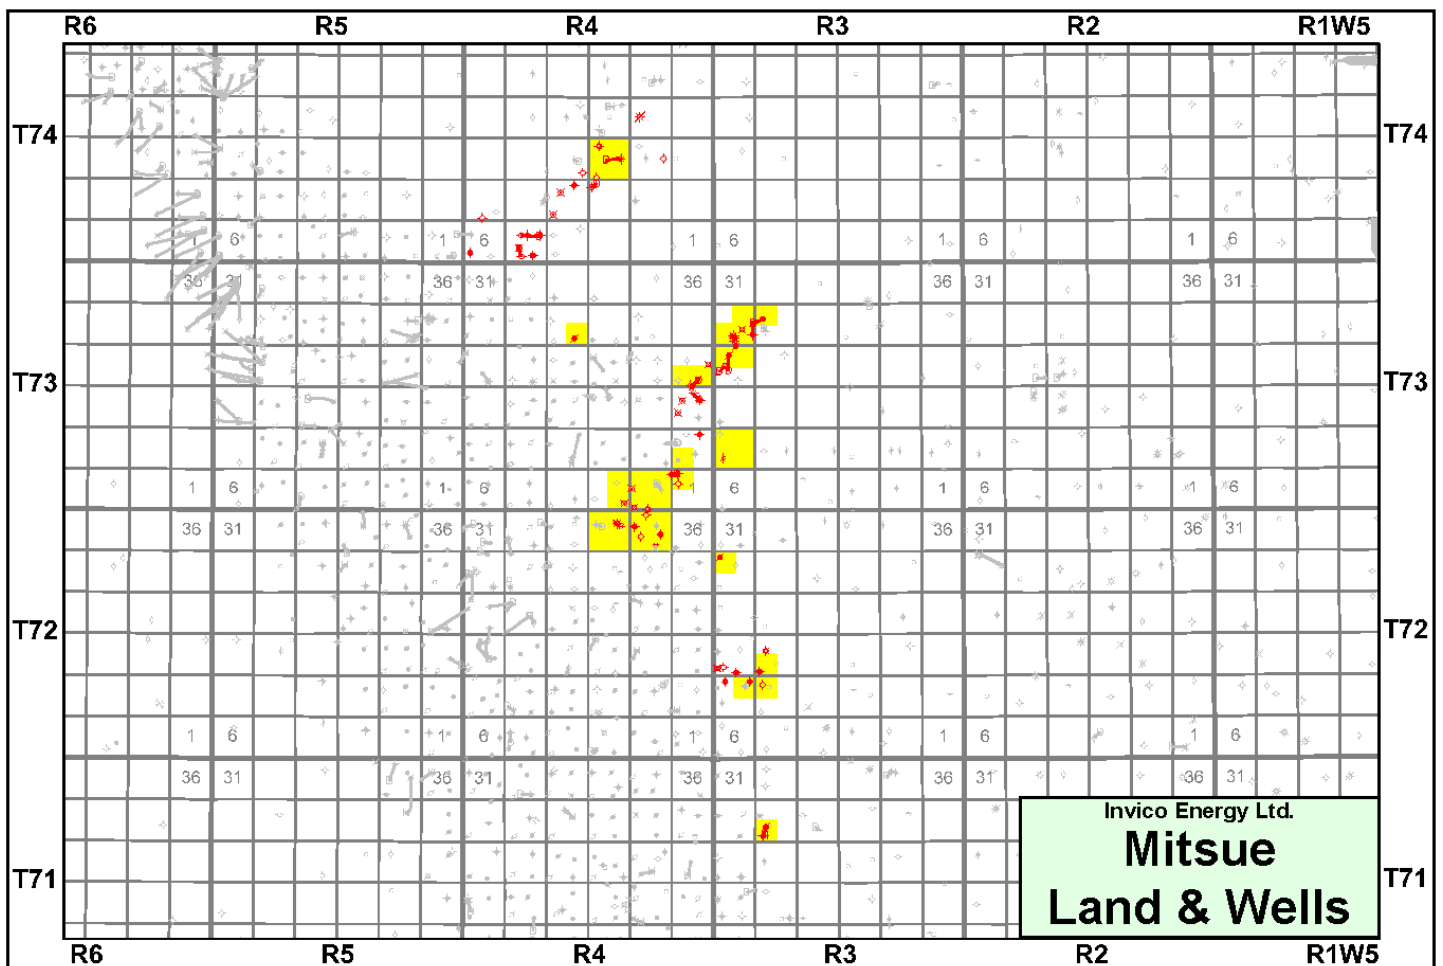 R6 R5 R4 R3 R2 R1W5
T74 T74
1 6 1 6 1 6 1 6 1 6
36 31 36 31 36 31 36 31 36 31
T73 T73
1 6 1 6 1 6 1 6 1 6
36 31 36 31 36 31 36 31 36 31
T72 T72
1 6 1 6 1 6 1 6 1 6
36 31 36 31 36 31 36 31 36 31
Invico Energy Ltd.
Mitsue
T71 T71
Land & Wells
R6 R5 R4 R3 R2 R1W5